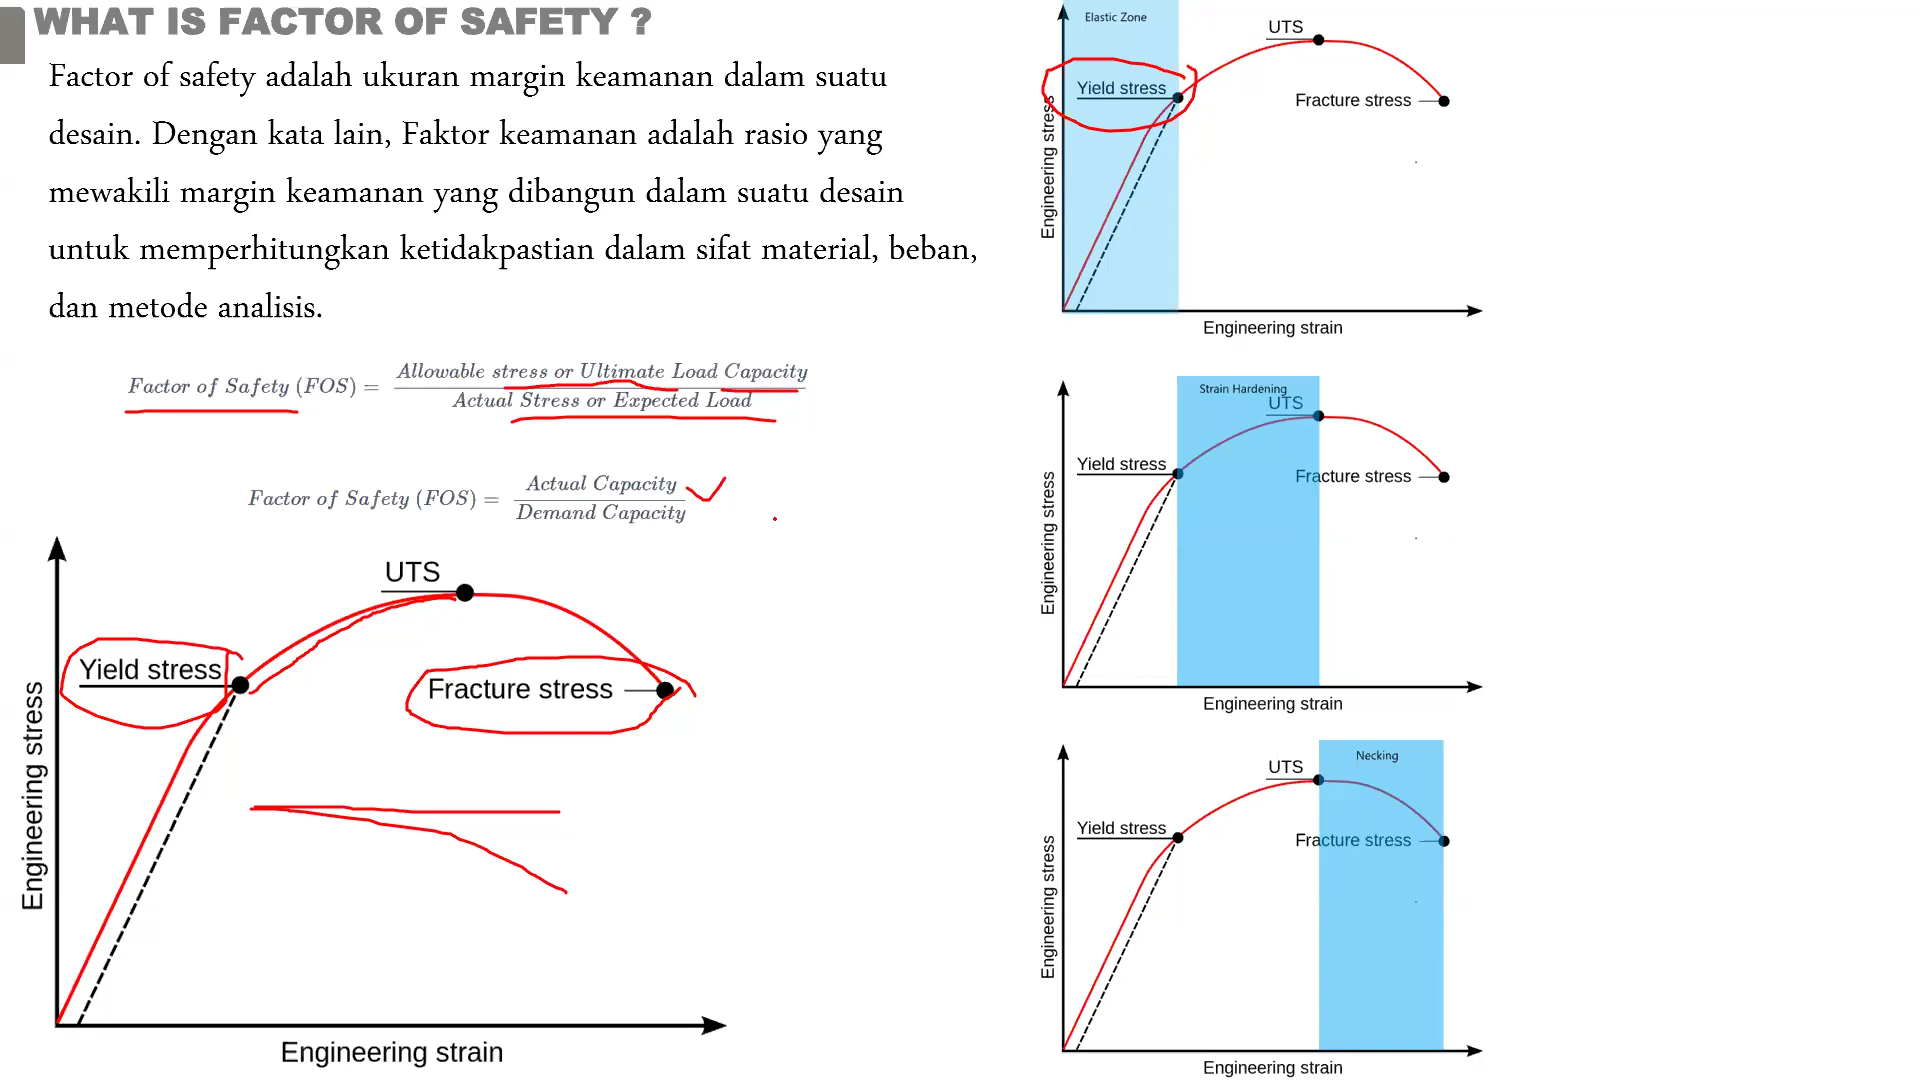 WHAT IS FACTOR OF SAFETY ?
Factor of safety adalah ukuran margin keamanan dalam suatu
desain. Dengan kata lain, Faktor keamanan adalah rasio yang
mewakili margin keamanan yang dibangun dalam suatu desain
untuk memperhitungkan ketidakpastian dalam sifat material, beban,
dan metode analisis.
Factor of Safety (FOS) = Allowable stress or Ultimate Load Capacity
Actual Stress or Expected Load
Factor of Safety (FOS) = Actual Capacity
Demand Capacity
UTS
Yield stress
Fracture stress
Engineering stress
Engineering strain
Elastic Zone
UTS
Yield stress
Fracture stress
Engineering stress
Engineering strain
Strain Hardening
UTS
Yield stress
Fracture stress
Engineering stress
Engineering strain
Necking
UTS
Yield stress
Fracture stress
Engineering stress
Engineering strain